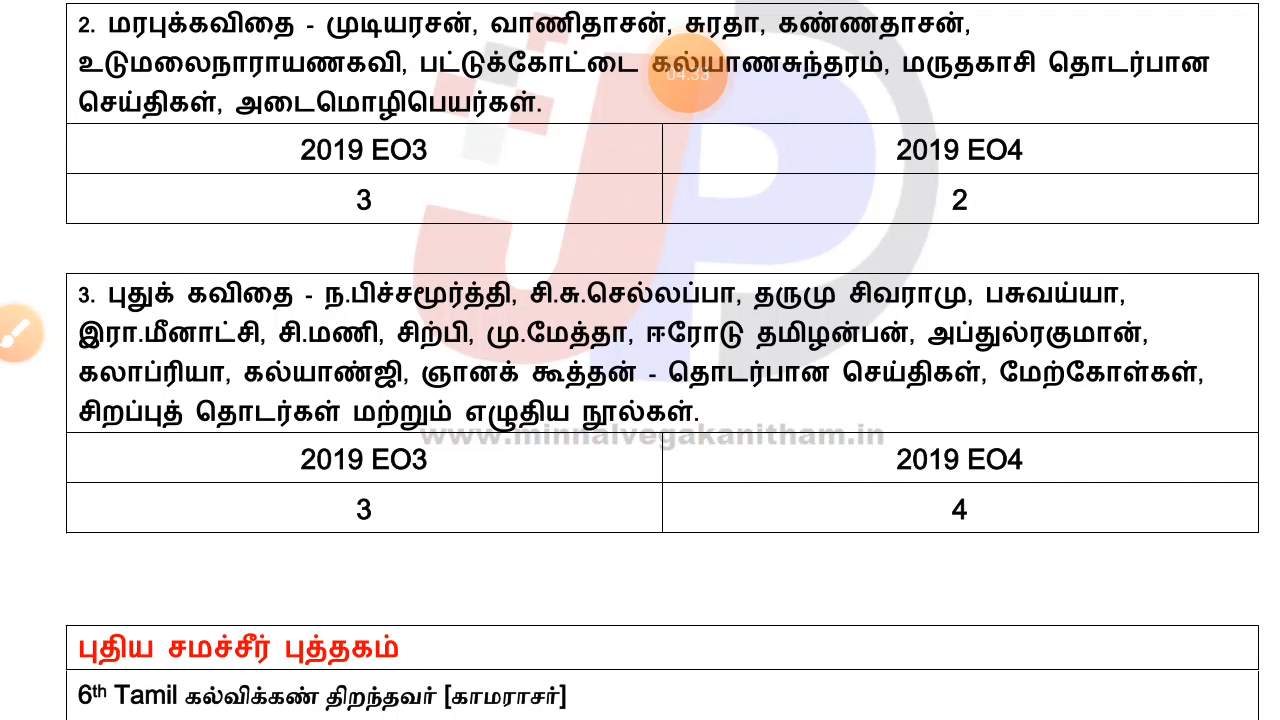 2. மரபுக்கவிதை - முடியரசன், வாணிதாசன், சுரதா, கண்ணதாசன்,
உடுமலைநாராயணகவி, பட்டுக்கோட்டை கல்யாணசுந்தரம், மருதகாசி தொடர்பான
04:33
செய்திகள், அடைமொழிபெயர்கள்.
2019 EO3 2019 EO4
3 2
3. புதுக் கவிதை - ந.பிச்சமூர்த்தி, சி.சு.செல்லப்பா, தருமு சிவராமு, பசுவய்யா,
இரா.மீனாட்சி, சி.மணி, சிற்பி, மு.மேத்தா, ஈரோடு தமிழன்பன், அப்துல்ரகுமான்,
கலாப்ரியா, கல்யாண்ஜி, ஞானக் கூத்தன் - தொடர்பான செய்திகள், மேற்கோள்கள்,
சிறப்புத் தொடர்கள் மற்றும் எழுதிய நூல்கள்.
www.minnalvegakanitham.in
2019 EO3 2019 EO4
3 4
புதிய சமச்சீர் புத்தகம்
6th Tamil கல்விக்கண் திறந்தவர் [காமராசர்]